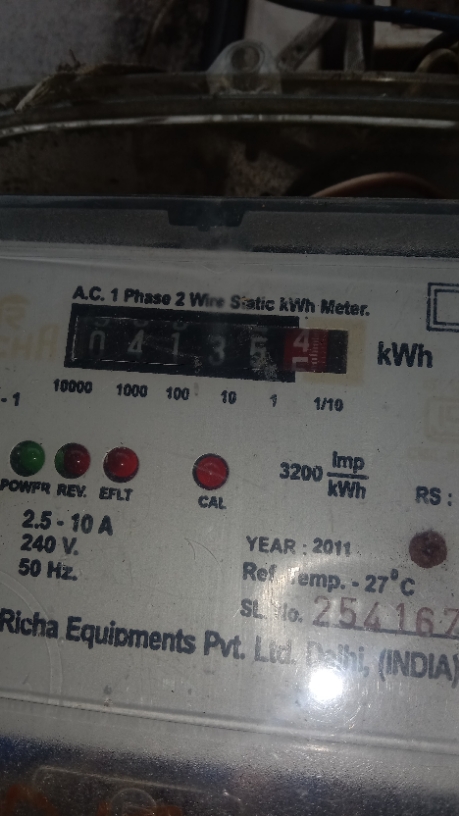 A.C. 1 Phase 2 Wire Static kWh Meter.
0 4 1 3 5 4 kWh
10000 1000 100 10 1 1/10
POWER REV. EFLT CAL
3200 Imp/kWh
RS :
2.5 - 10 A
240 V.
50 Hz.
YEAR : 2011
Ref. Temp. - 27°C
SL. No. 254167
Richa Equipments Pvt. Ltd. Delhi, (INDIA)